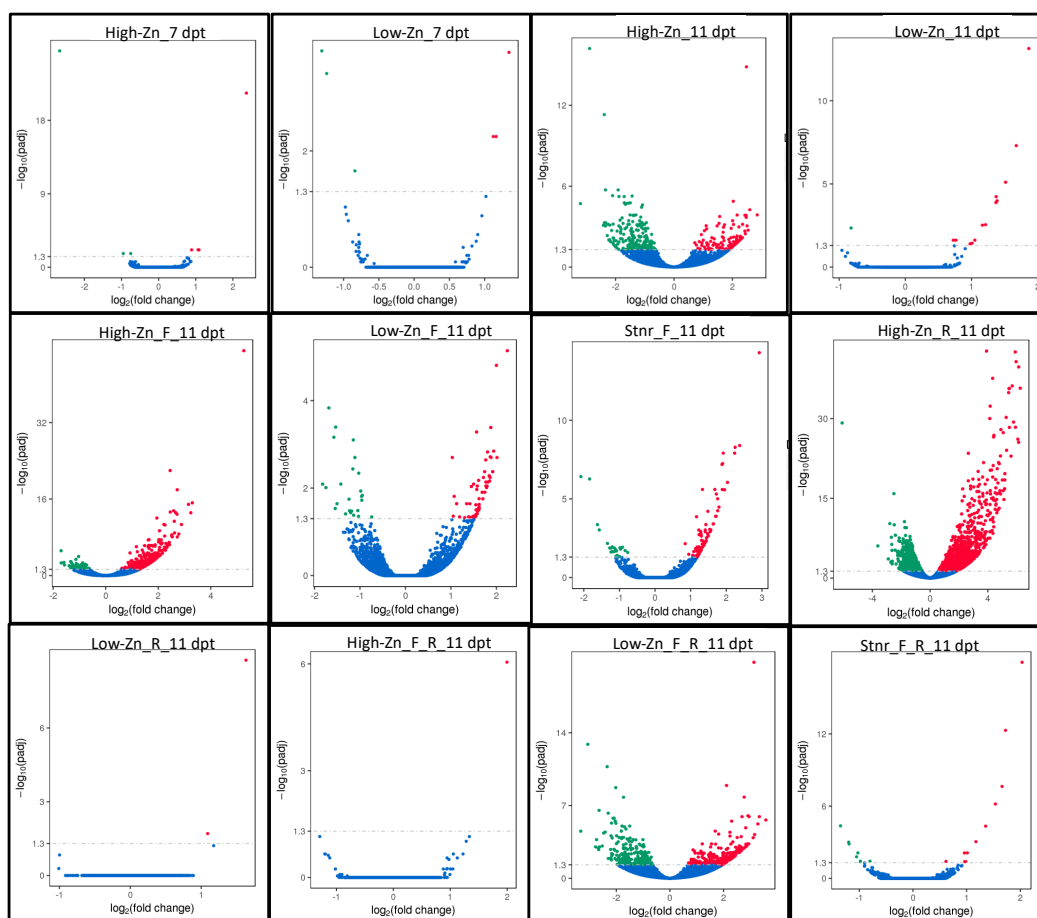 High-Zn_7 dpt
−log10(padj)
18
9
1.3
0
-2
-1
0
1
2
log2(fold change)
Low-Zn_7 dpt
−log10(padj)
2
1.3
0
-1.0
-0.5
0.0
0.5
1.0
log2(fold change)
High-Zn_11 dpt
−log10(padj)
12
6
1.3
0
-2
0
2
log2(fold change)
Low-Zn_11 dpt
−log10(padj)
10
5
1.3
0
-1
0
1
2
log2(fold change)
High-Zn_F_11 dpt
−log10(padj)
32
16
1.3
0
-2
0
2
4
log2(fold change)
Low-Zn_F_11 dpt
−log10(padj)
4
2
1.3
0
-2
-1
0
1
2
log2(fold change)
Stnr_F_11 dpt
−log10(padj)
10
5
1.3
0
-2
-1
0
1
2
3
log2(fold change)
High-Zn_R_11 dpt
−log10(padj)
30
15
1.3
0
-4
0
4
log2(fold change)
Low-Zn_R_11 dpt
−log10(padj)
6
3
1.3
0
-1
0
1
log2(fold change)
High-Zn_F_R_11 dpt
−log10(padj)
6
3
1.3
0
-1
0
1
2
log2(fold change)
Low-Zn_F_R_11 dpt
−log10(padj)
14
7
1.3
0
-2
0
2
log2(fold change)
Stnr_F_R_11 dpt
−log10(padj)
12
6
1.3
0
-1
0
1
2
log2(fold change)